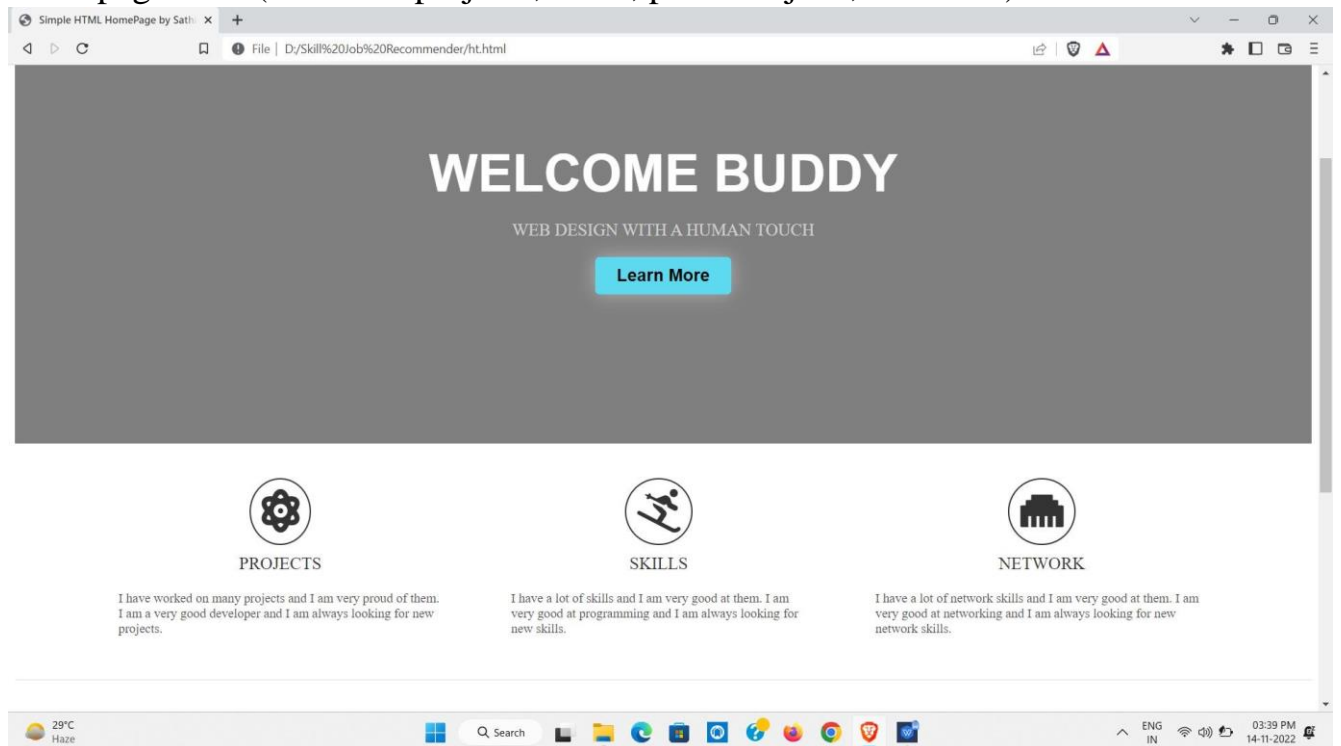 Simple HTML HomePage by Sath
File | D:/Skill%20Job%20Recommender/ht.html
WELCOME BUDDY
WEB DESIGN WITH A HUMAN TOUCH
Learn More
PROJECTS
I have worked on many projects and I am very proud of them.
I am a very good developer and I am always looking for new
projects.
SKILLS
I have a lot of skills and I am very good at them. I am
very good at programming and I am always looking for
new skills.
NETWORK
I have a lot of network skills and I am very good at them. I am
very good at networking and I am always looking for new
network skills.
29°C
Haze
Search
ENG
IN
03:39 PM
14-11-2022